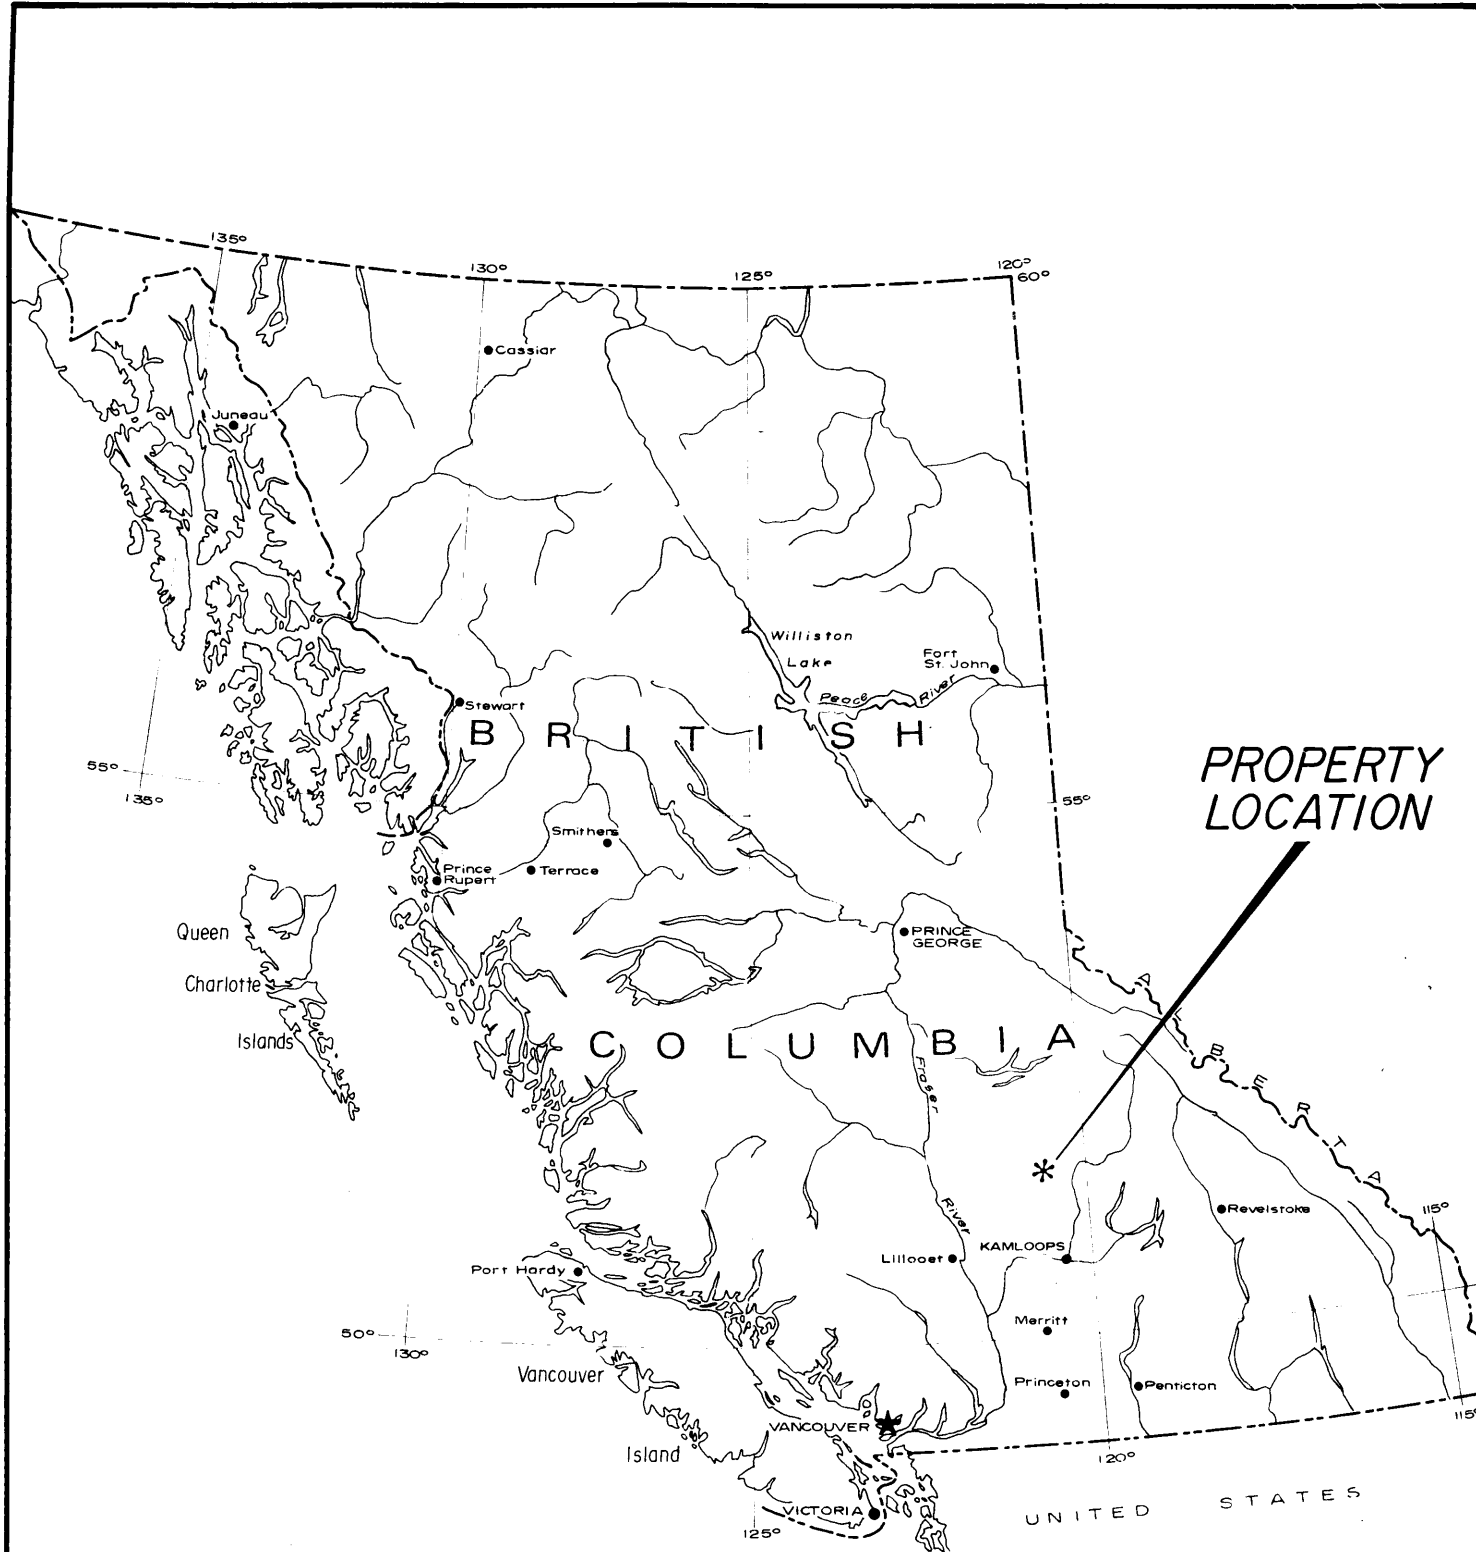 135°
130°
125°
120°
60°
Cassiar
Juneau
Williston
Lake
Fort
St. John
Peace River
Stewart
BRITISH
PROPERTY
LOCATION
55°
135°
55°
Smithers
Terrace
Prince
Rupert
Queen
Charlotte
Islands
PRINCE
GEORGE
COLUMBIA
ALBERTA
Fraser
River
Revelstoke
115°
Lillooet
KAMLOOPS
Port Hardy
50°
130°
Merritt
Vancouver
Island
Princeton
Penticton
VANCOUVER
115°
120°
VICTORIA
125°
UNITED STATES